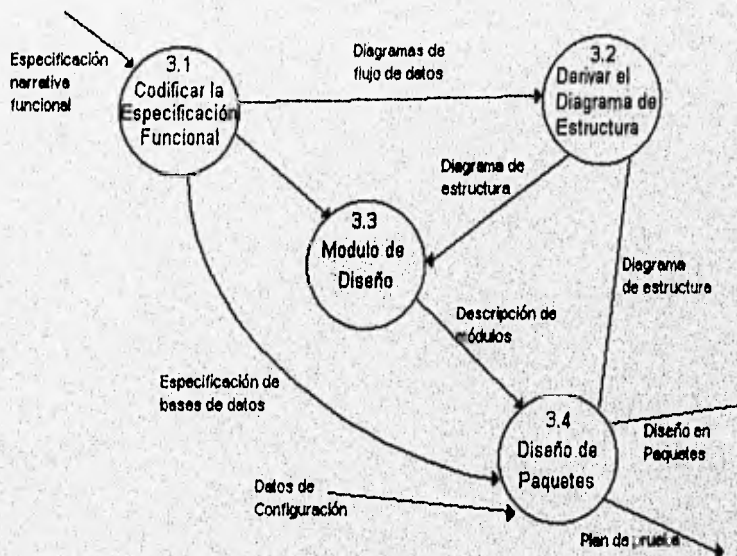 Especificación
narrativa
funcional
3.1
Codificar la
Especificación
Funcional
Diagramas de
flujo de datos
3.2
Derivar el
Diagrama de
Estructura
Diagrama de
estructura
3.3
Modulo de
Diseño
Diagrama
de estructura
Descripción de
módulos
Especificación de
bases de datos
3.4
Diseño de
Paquetes
Diseño en
Paquetes
Datos de
Configuración
Plan de prueba